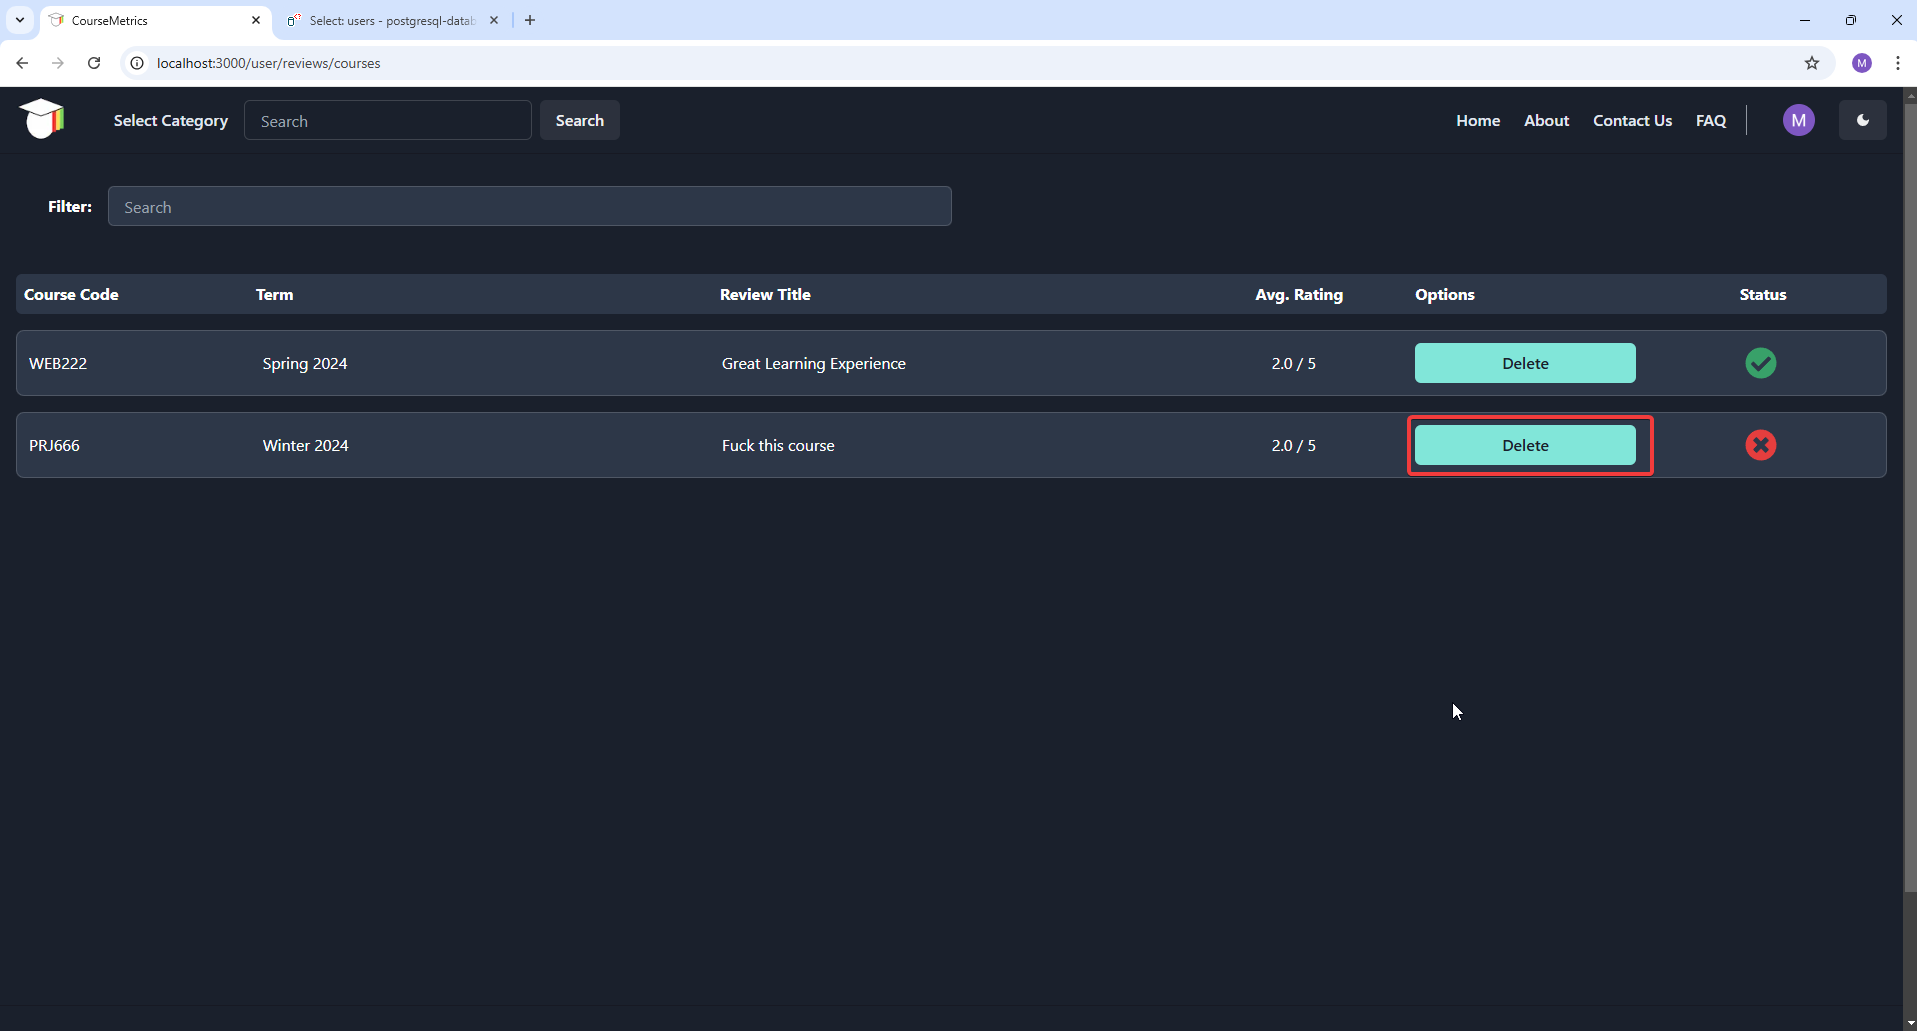 CourseMetrics
Select: users - postgresql-datab
localhost:3000/user/reviews/courses
M
Select Category
Search
Search
Home
About
Contact Us
FAQ
M
Filter:
Search
Course Code
Term
Review Title
Avg. Rating
Options
Status
WEB222
Spring 2024
Great Learning Experience
2.0 / 5
Delete
PRJ666
Winter 2024
Fuck this course
2.0 / 5
Delete